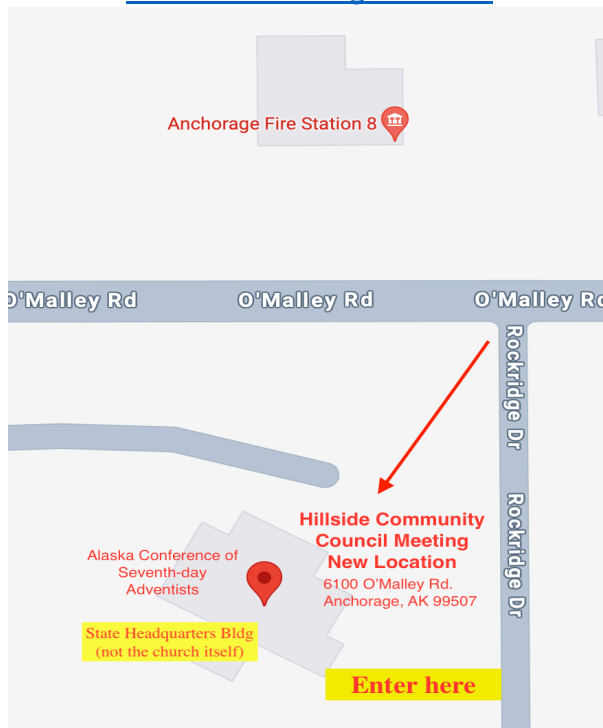 Anchorage Fire Station 8
O'Malley Rd
O'Malley Rd
O'Malley Rd
Rockridge Dr
Rockridge Dr
Hillside Community
Council Meeting
New Location
6100 O'Malley Rd.
Anchorage, AK 99507
Alaska Conference of
Seventh-day
Adventists
State Headquarters Bldg
(not the church itself)
Enter here